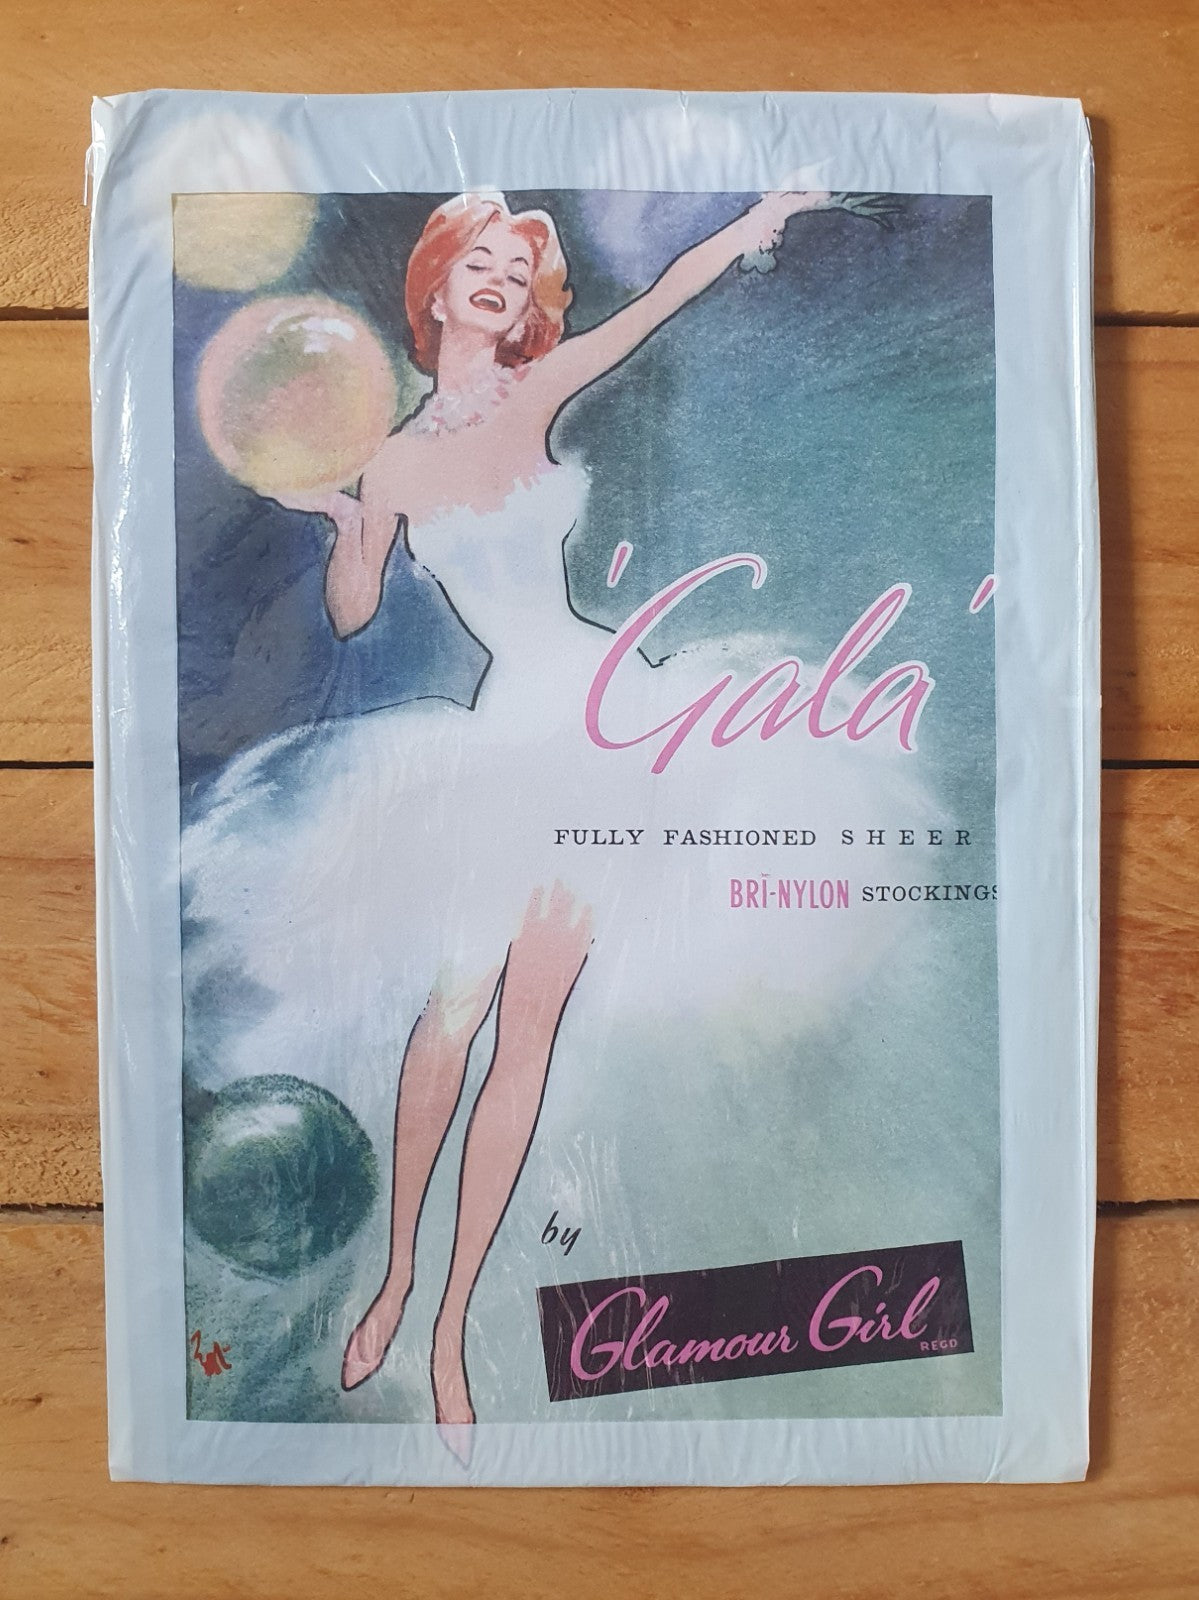 'Gala'
FULLY FASHIONED SHEER
BRI-NYLON STOCKINGS
by
Glamour Girl
REGD